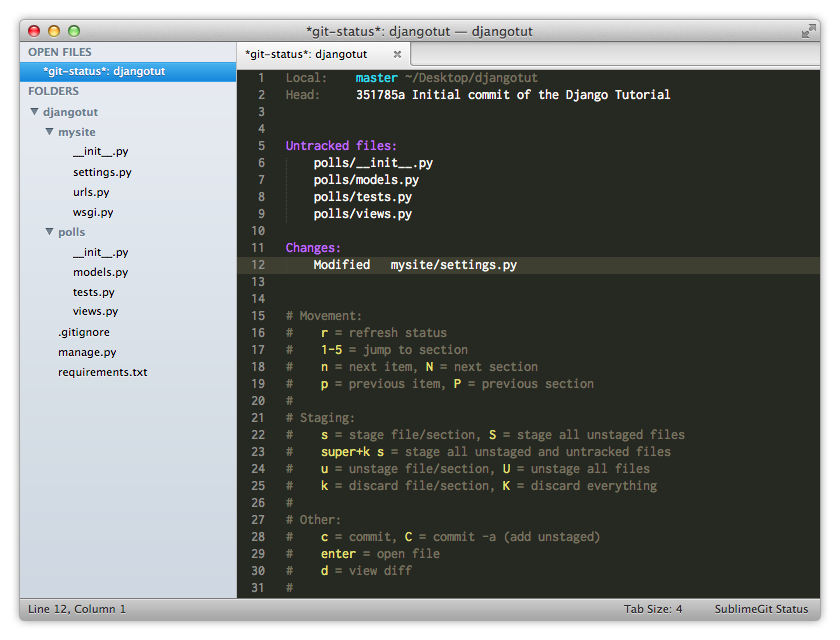 *git-status*: djangotut — djangotut
OPEN FILES
*git-status*: djangotut
FOLDERS
djangotut
mysite
__init__.py
settings.py
urls.py
wsgi.py
polls
__init__.py
models.py
tests.py
views.py
.gitignore
manage.py
requirements.txt
*git-status*: djangotut ×
1 Local: master ~/Desktop/djangotut
2 Head: 351785a Initial commit of the Django Tutorial
3
4
5 Untracked files:
6 polls/__init__.py
7 polls/models.py
8 polls/tests.py
9 polls/views.py
10
11 Changes:
12 Modified mysite/settings.py
13
14
15 # Movement:
16 # r = refresh status
17 # 1-5 = jump to section
18 # n = next item, N = next section
19 # p = previous item, P = previous section
20 #
21 # Staging:
22 # s = stage file/section, S = stage all unstaged files
23 # super+k s = stage all unstaged and untracked files
24 # u = unstage file/section, U = unstage all files
25 # k = discard file/section, K = discard everything
26 #
27 # Other:
28 # c = commit, C = commit -a (add unstaged)
29 # enter = open file
30 # d = view diff
31 #
Line 12, Column 1 Tab Size: 4 SublimeGit Status